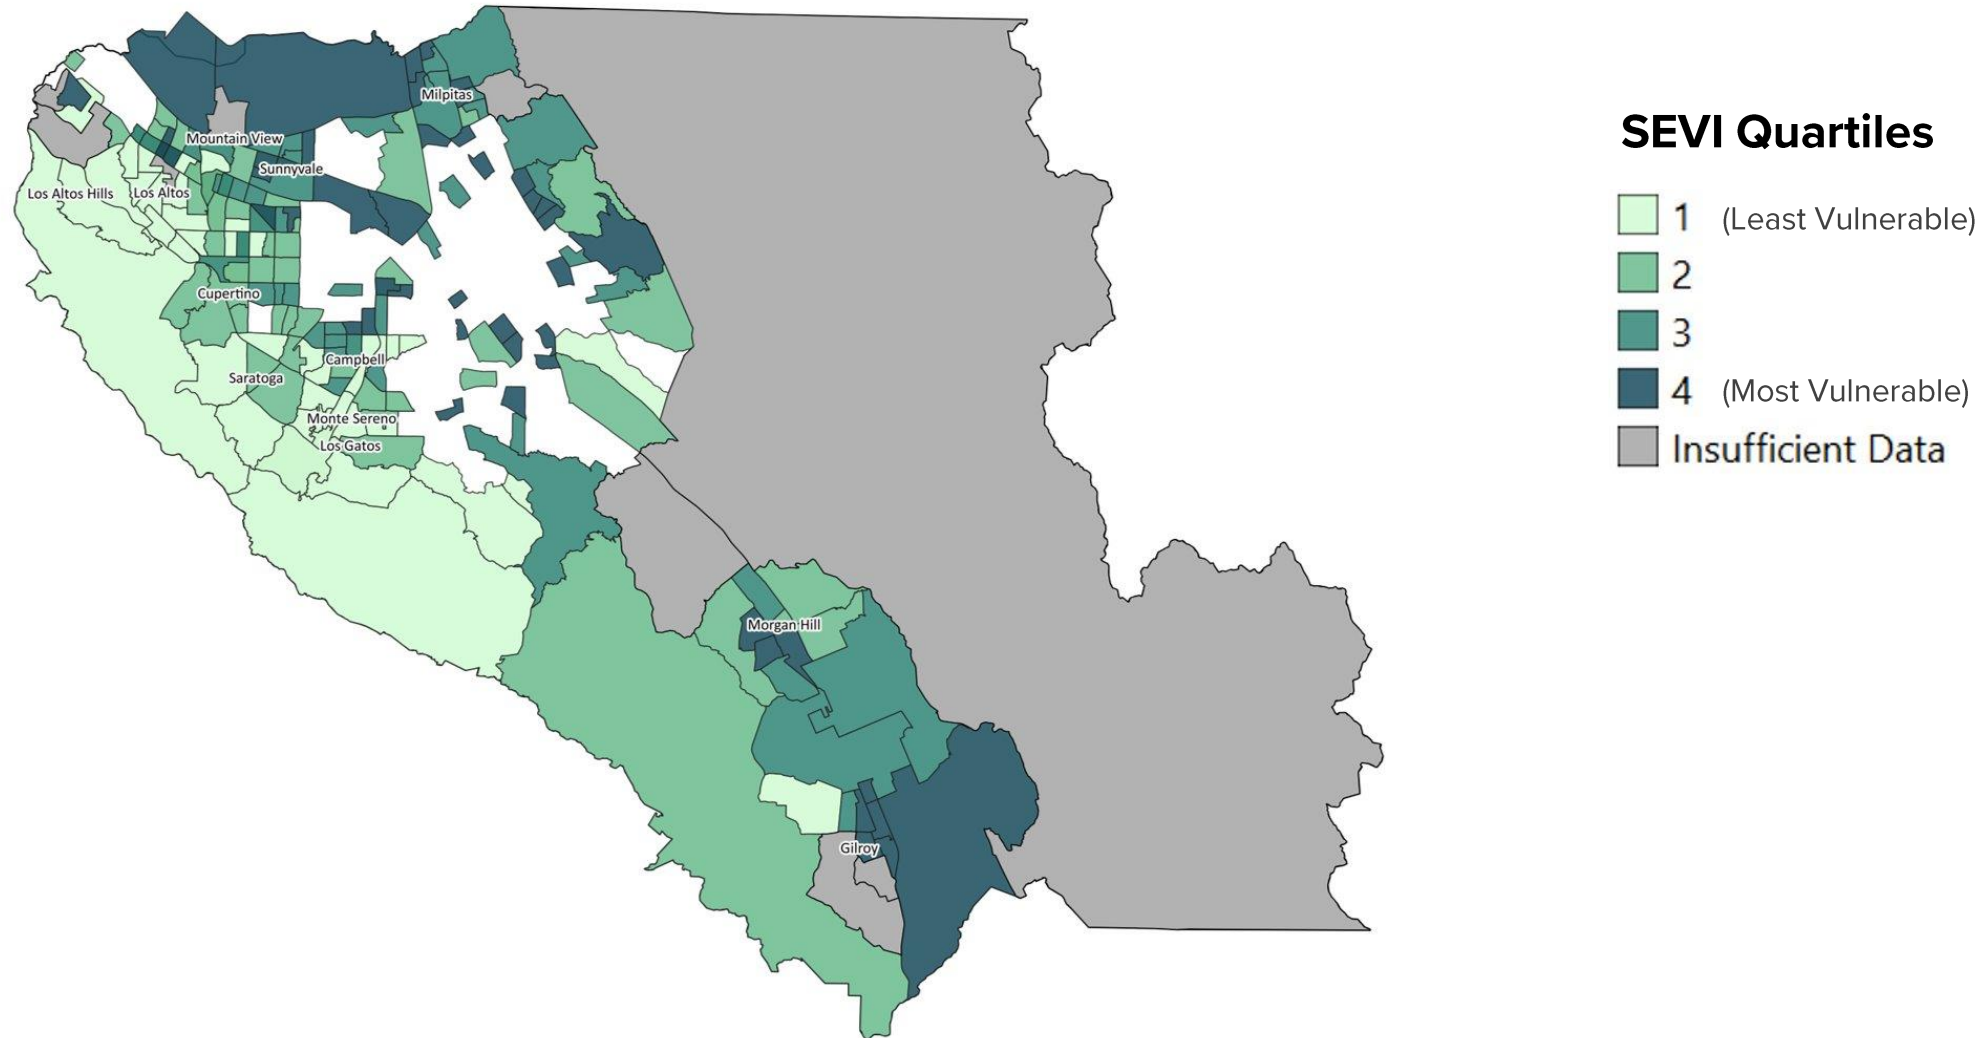 SEVI Quartiles
1 (Least Vulnerable)
2
3
4 (Most Vulnerable)
Insufficient Data
Milpitas
Mountain View
Sunnyvale
Los Altos Hills
Los Altos
Cupertino
Campbell
Saratoga
Monte Sereno
Los Gatos
Morgan Hill
Gilroy